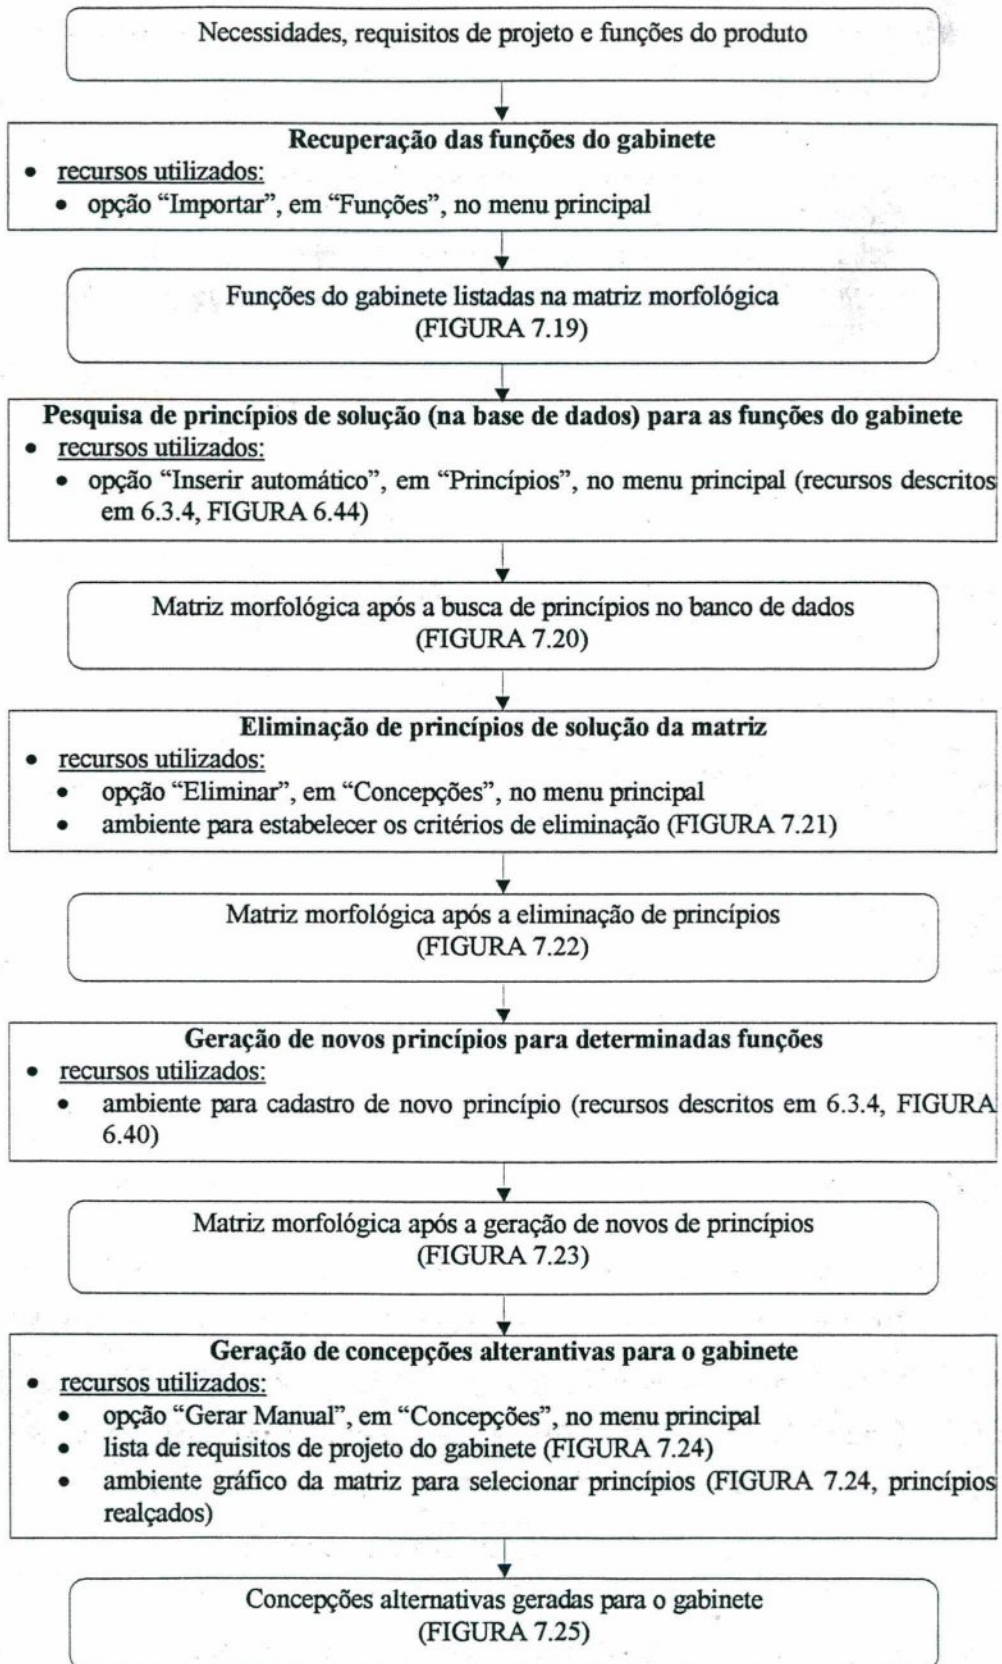 Necessidades, requisitos de projeto e funções do produto
Recuperação das funções do gabinete
• recursos utilizados:
• opção “Importar”, em “Funções”, no menu principal
Funções do gabinete listadas na matriz morfológica
(FIGURA 7.19)
Pesquisa de princípios de solução (na base de dados) para as funções do gabinete
• recursos utilizados:
• opção “Inserir automático”, em “Princípios”, no menu principal (recursos descritos
em 6.3.4, FIGURA 6.44)
Matriz morfológica após a busca de princípios no banco de dados
(FIGURA 7.20)
Eliminação de princípios de solução da matriz
• recursos utilizados:
• opção “Eliminar”, em “Concepções”, no menu principal
• ambiente para estabelecer os critérios de eliminação (FIGURA 7.21)
Matriz morfológica após a eliminação de princípios
(FIGURA 7.22)
Geração de novos princípios para determinadas funções
• recursos utilizados:
• ambiente para cadastro de novo princípio (recursos descritos em 6.3.4, FIGURA
6.40)
Matriz morfológica após a geração de novos de princípios
(FIGURA 7.23)
Geração de concepções alterantivas para o gabinete
• recursos utilizados:
• opção “Gerar Manual”, em “Concepções”, no menu principal
• lista de requisitos de projeto do gabinete (FIGURA 7.24)
• ambiente gráfico da matriz para selecionar princípios (FIGURA 7.24, princípios
realçados)
Concepções alternativas geradas para o gabinete
(FIGURA 7.25)